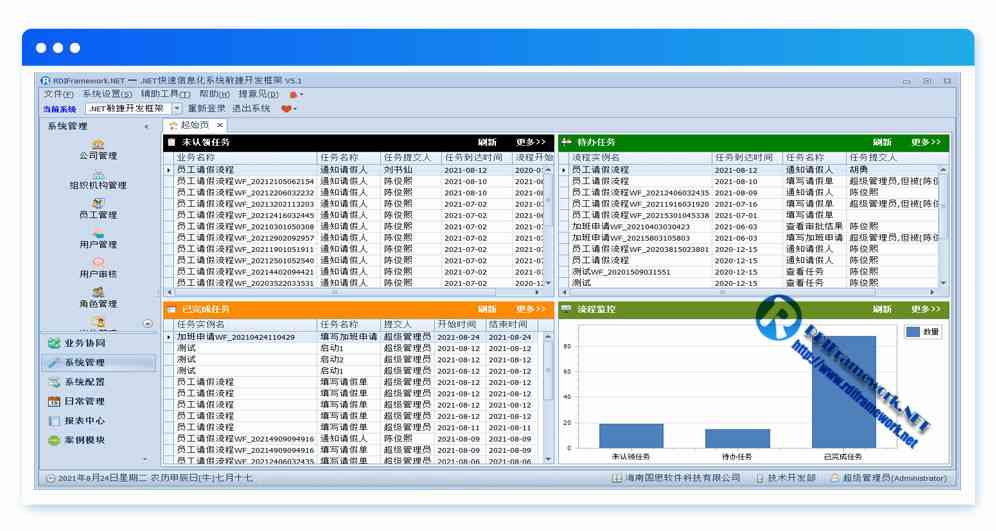 RDIFramework.NET — .NET快速信息化系统敏捷开发框架 V5.1
文件(F) 系统设置(S) 辅助工具(T) 帮助(H) 提意见(D)
当前系统 .NET敏捷开发框架 重新登录 退出系统
系统管理
起始页
公司管理
组织机构管理
员工管理
用户管理
用户审核
角色管理
业务协同
系统管理
系统配置
日常管理
报表中心
案例模块
未认领任务 刷新 更多>>
业务名称 任务名称 任务提交人 任务到达时间 流程开始
员工请假流程 通知请假人 刘书仙 2021-08-12
员工请假流程WF_20212105062154 通知请假人 陈俊熙 2021-08-10
员工请假流程WF_20212206032232 通知请假人 陈俊熙 2021-08-10
员工请假流程WF_20213202113203 通知请假人 陈俊熙 2021-07-02
员工请假流程WF_20212416032445 通知请假人 陈俊熙 2021-07-02
员工请假流程WF_20210301050308 通知请假人 陈俊熙 2021-07-02
员工请假流程WF_20212902092957 通知请假人 陈俊熙 2021-07-02
员工请假流程WF_20211901051911 通知请假人 陈俊熙 2021-07-02
员工请假流程WF_20212501052540 通知请假人 陈俊熙 2021-07-02
员工请假流程WF_20214402094421 通知请假人 陈俊熙 2021-07-02
员工请假流程WF_20203522033531 通知请假人 陈俊熙 2021-07-02
待办任务 刷新 更多>>
流程实例名 任务到达时间 任务名称 任务提交人
员工请假流程 2021-08-12 通知请假人 胡勇
员工请假流程 2021-08-10 填写请假单 超级管理员,但被[陈俊
员工请假流程WF_20212406032435 2021-08-09 通知请假人 陈俊熙
员工请假流程WF_20211916031920 2021-07-16 填写请假单 超级管理员,但被[陈俊
员工请假流程WF_20215301045338 2021-07-01 填写请假单
加班申请WF_20210403030423 2021-06-03 查看审批结果 陈俊熙
加班申请WF_20215803105803 2021-06-03 填写加班申请 超级管理员,但被[陈俊
员工请假流程WF_20203815023801 2020-12-15 通知请假人 陈俊熙
员工请假流程 2020-12-15 通知请假人 陈俊熙
测试WF_20201509031551 2020-12-15 查看任务 陈俊熙
测试 2020-12-15 查看任务 陈俊熙
已完成任务 刷新 更多>>
任务实例名 任务名称 提交人 开始时间 结束时间
加班申请WF_20210424110429 填写加班申请 超级管理员 2021-08-24 2021-08-24
测试 启动1 超级管理员 2021-08-12 2021-08-12
测试 启动2 超级管理员 2021-08-12 2021-08-12
测试 启动1 超级管理员 2021-08-12 2021-08-12
员工请假流程 填写请假单 超级管理员 2021-08-12 2021-08-12
员工请假流程 填写请假单 超级管理员 2021-08-12 2021-08-12
员工请假流程 填写请假单 超级管理员 2021-08-12 2021-08-12
员工请假流程 填写请假单 超级管理员 2021-08-12 2021-08-12
员工请假流程 填写请假单 超级管理员 2021-08-11 2021-08-11
员工请假流程WF_20214909094916 通知请假人 陈俊熙 2021-08-09 2021-08-09
员工请假流程WF_20214909094916 填写请假单 超级管理员 2021-08-09 2021-08-09
员工请假流程WF_20212406032435 填写请假单 超级管理员 2021-08-06 2021-08-06
流程监控 刷新 更多>>
数量
80
60
40
20
0
未认领任务 待办任务 已完成任务
RDIFramework.NET
http://www.rdiframework.net
2021年8月24日星期二 农历甲辰日[牛]七月十七 海南国思软件科技有限公司 技术开发部 超级管理员(Administrator)